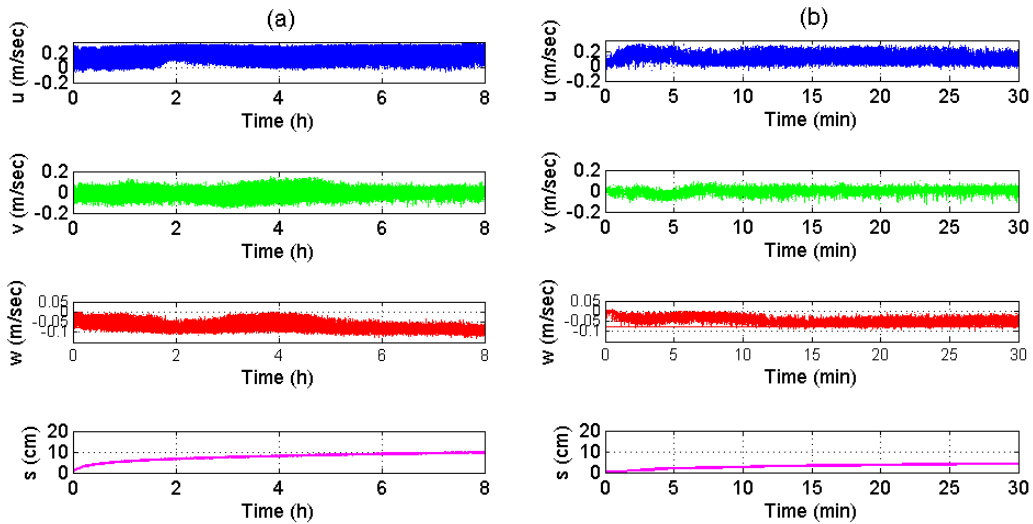 (a)
u (m/sec)
0.2
0
-0.2
0 2 4 6 8
Time (h)
v (m/sec)
0.2
0
-0.2
0 2 4 6 8
Time (h)
w (m/sec)
0.05
0
-0.05
-0.1
0 2 4 6 8
Time (h)
s (cm)
20
10
0
0 2 4 6 8
Time (h)
(b)
u (m/sec)
0.2
0
-0.2
0 5 10 15 20 25 30
Time (min)
v (m/sec)
0.2
0
-0.2
0 5 10 15 20 25 30
Time (min)
w (m/sec)
0.05
0
-0.05
-0.1
0 5 10 15 20 25 30
Time (min)
s (cm)
20
10
0
0 5 10 15 20 25 30
Time (min)